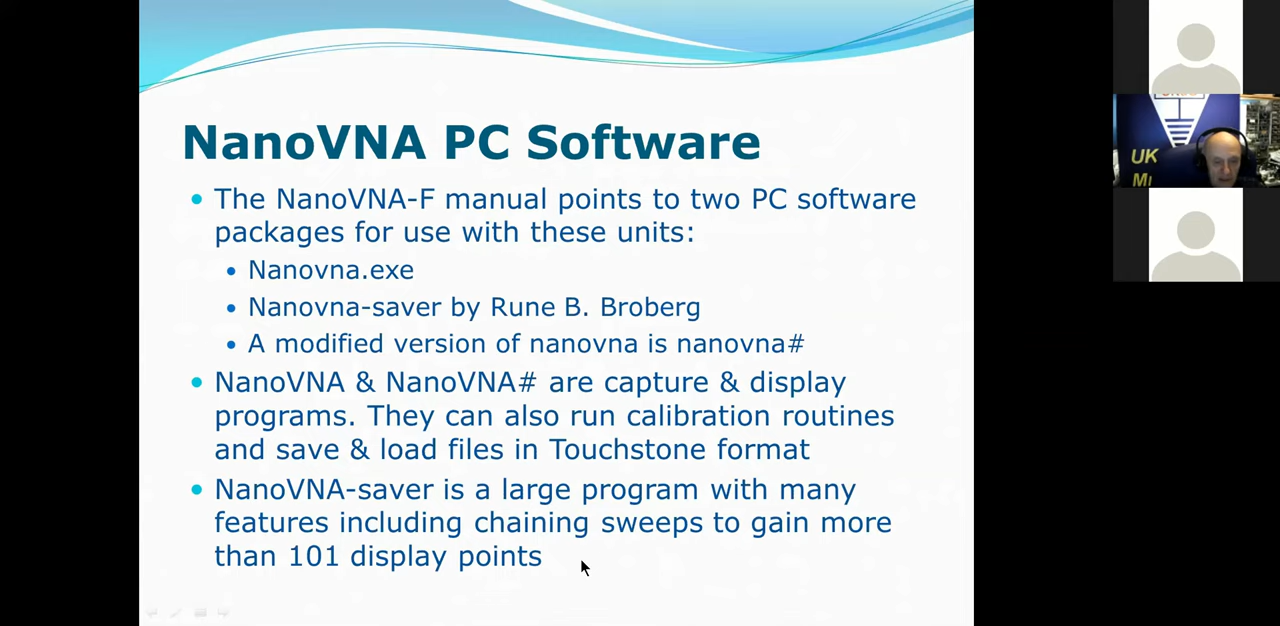 NanoVNA PC Software
The NanoVNA-F manual points to two PC software
packages for use with these units:
Nanovna.exe
Nanovna-saver by Rune B. Broberg
A modified version of nanovna is nanovna#
NanoVNA & NanoVNA# are capture & display
programs. They can also run calibration routines
and save & load files in Touchstone format
NanoVNA-saver is a large program with many
features including chaining sweeps to gain more
than 101 display points
UK